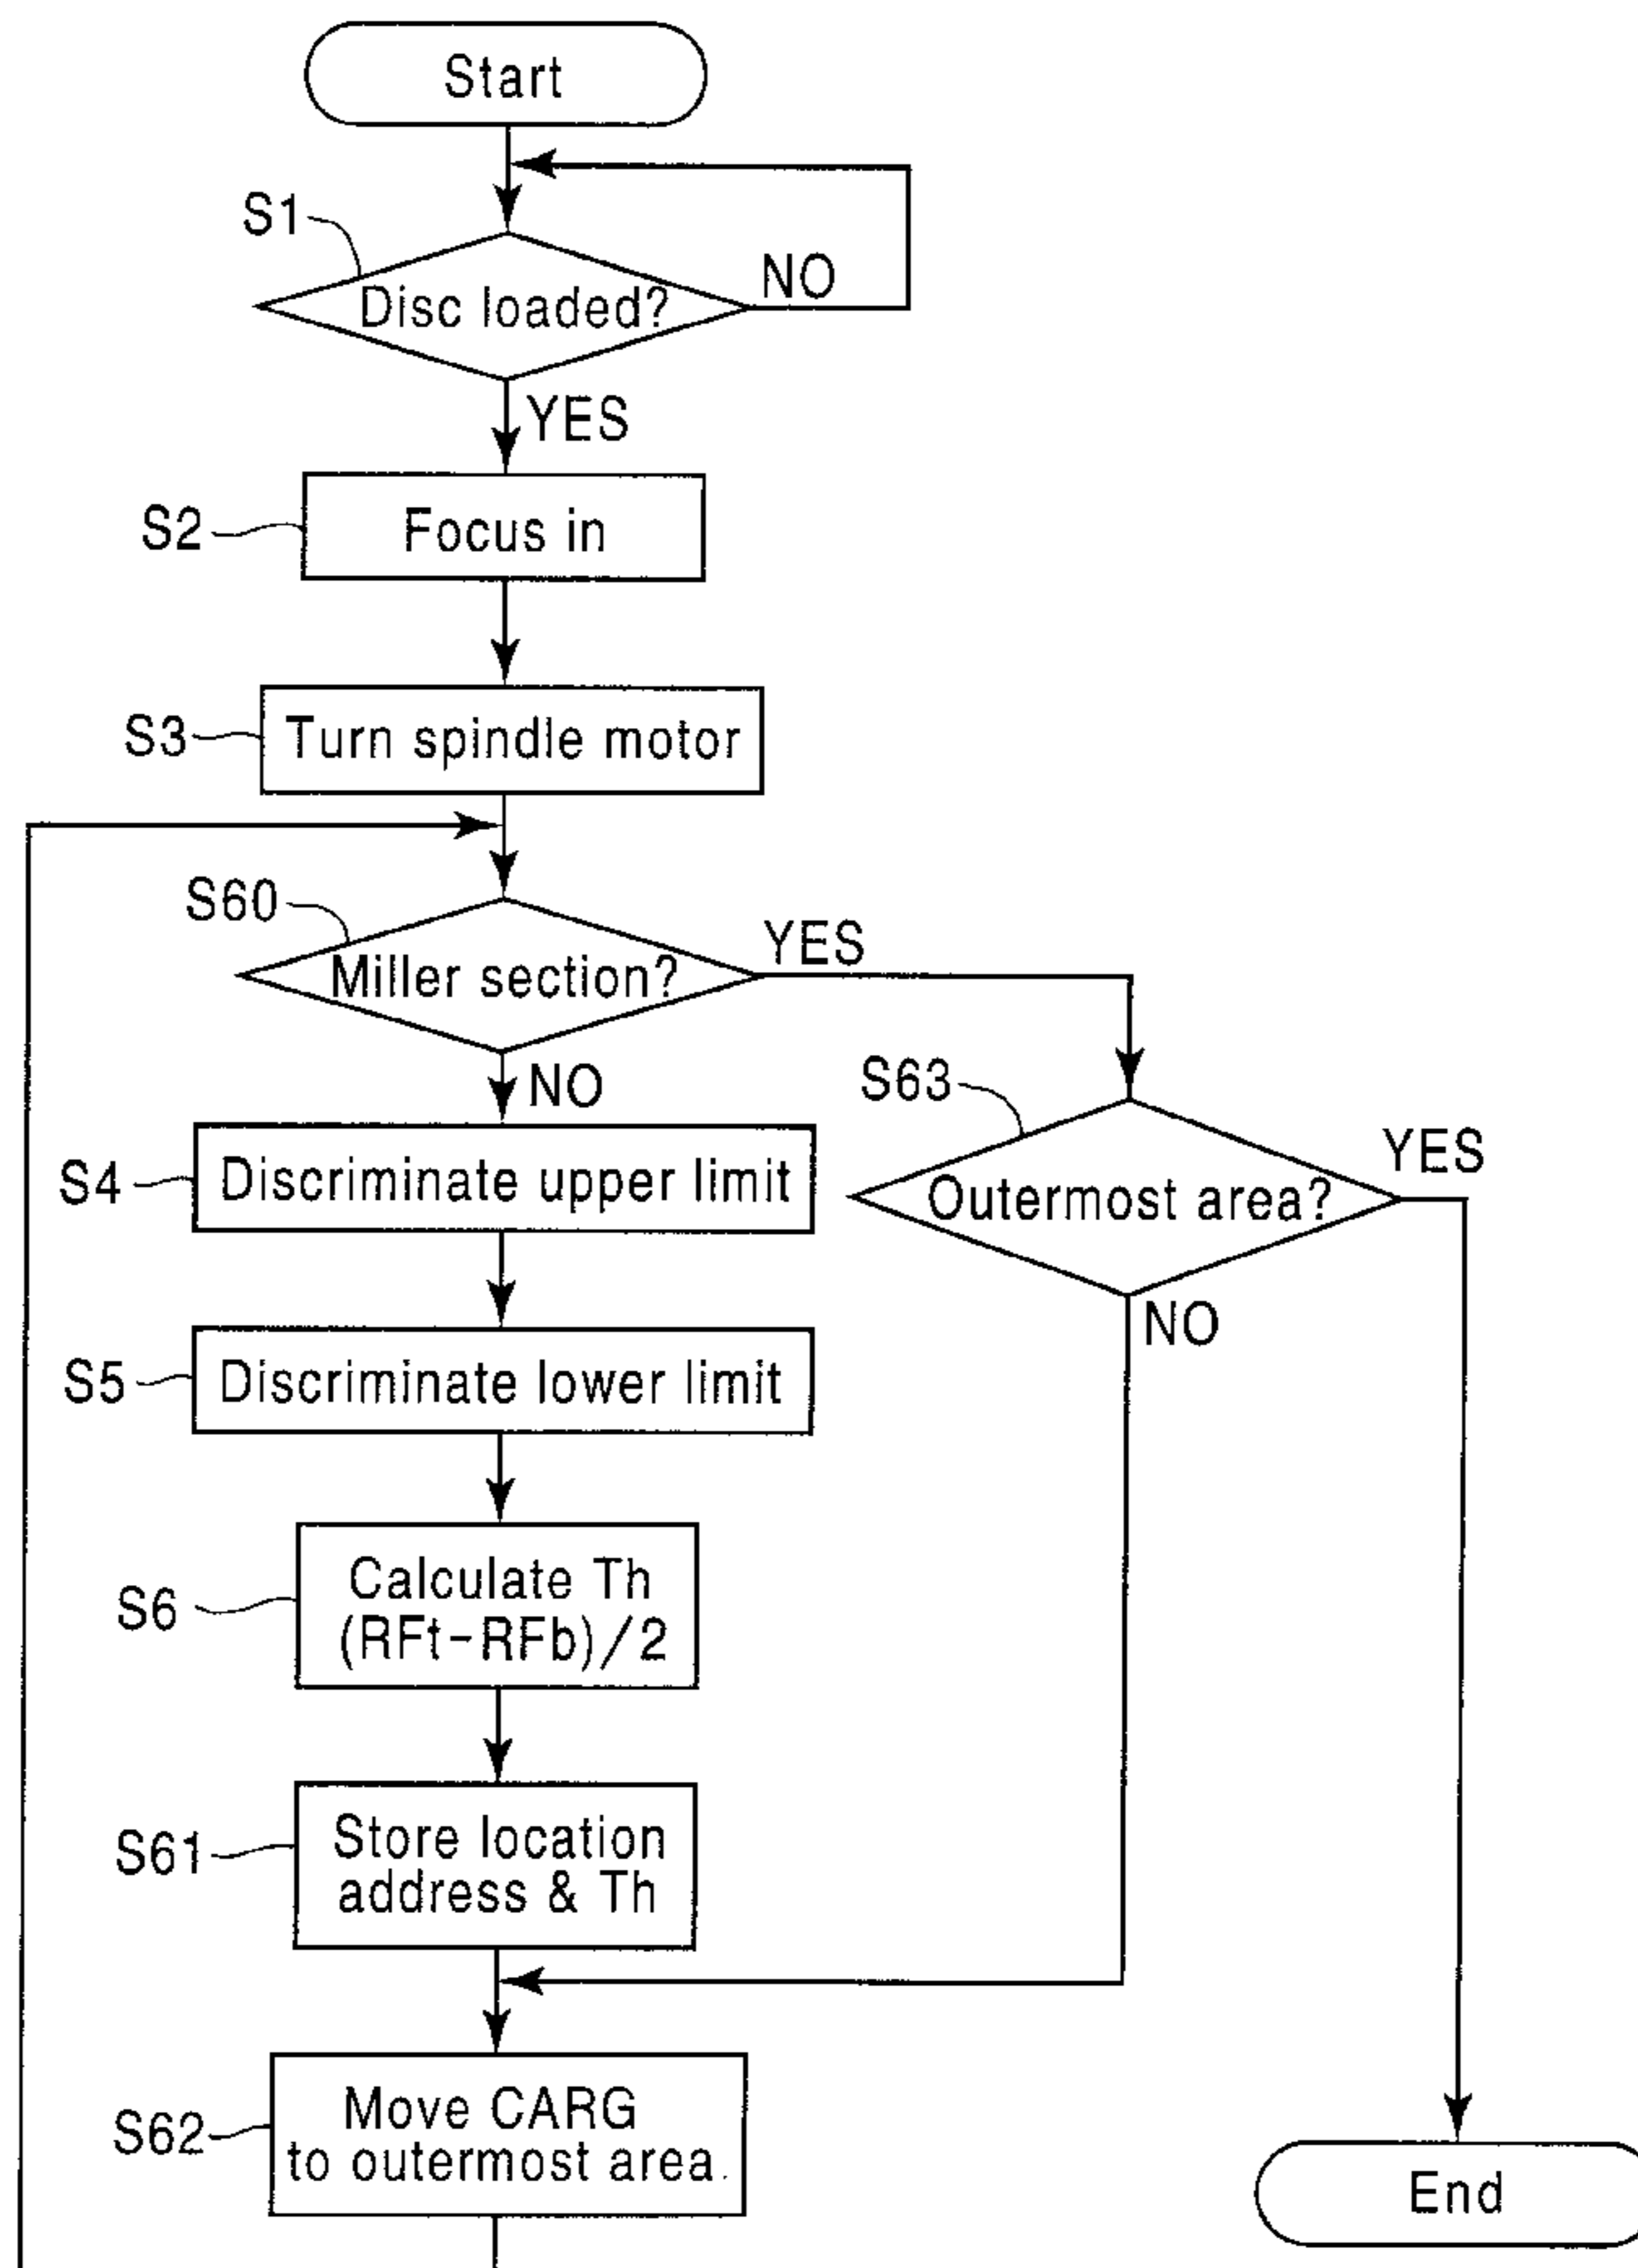 Start
S1
Disc loaded?
NO
YES
S2
Focus in
S3
Turn spindle motor
S60
Miller section?
YES
NO
S63
Outermost area?
YES
NO
S4
Discriminate upper limit
S5
Discriminate lower limit
S6
Calculate Th
(RFt-RFb)/2
S61
Store location
address & Th
S62
Move CARG
to outermost area
End